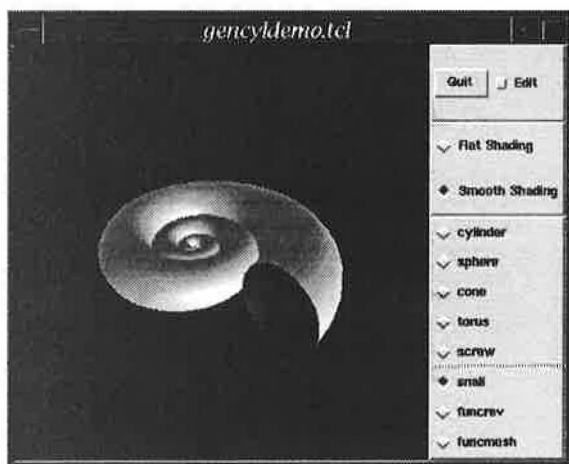 gencyldemo.tcl
Quit Edit
Flat Shading
Smooth Shading
cylinder
sphere
cone
torus
screw
snail
funcrev
funcmesh